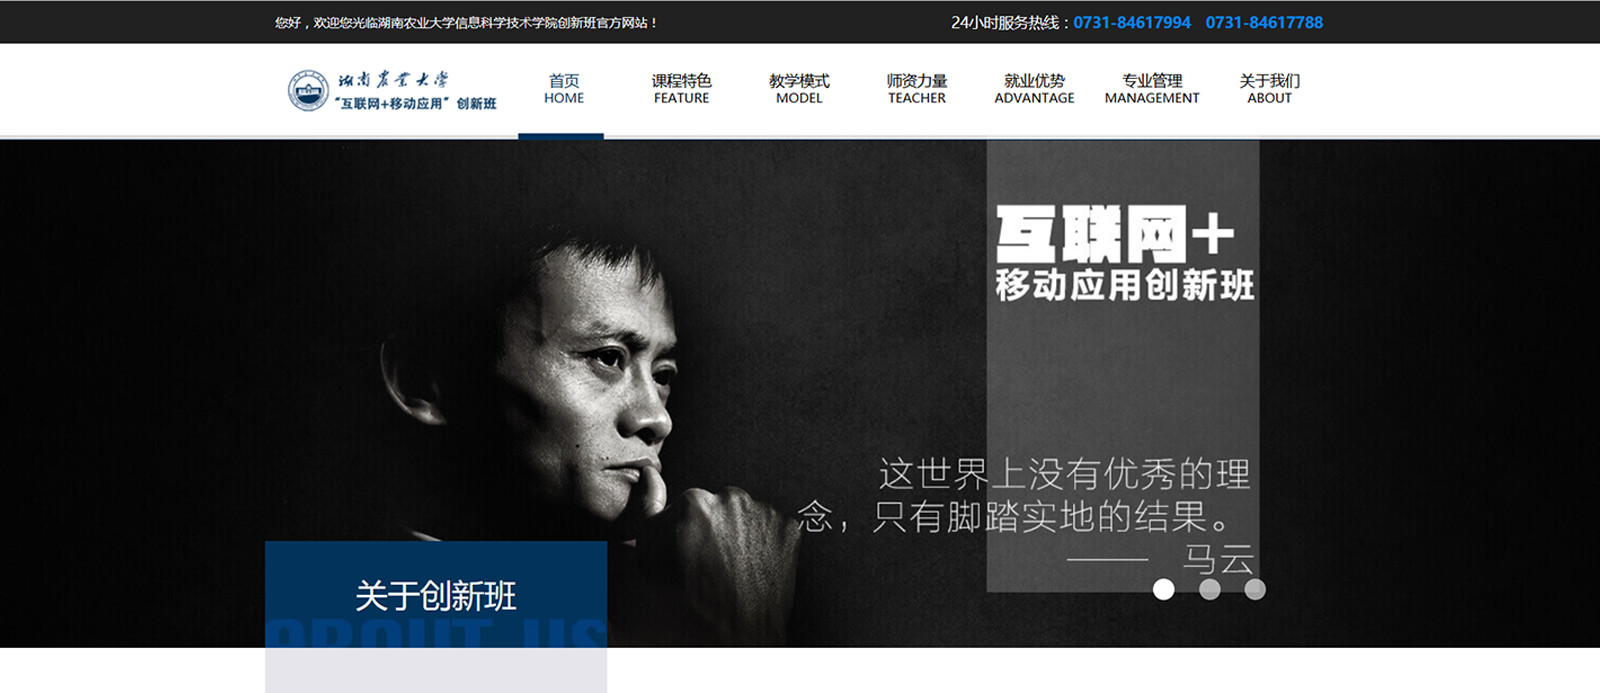 您好，欢迎您光临湖南农业大学信息科学技术学院创新班官方网站！
24小时服务热线：0731-84617994 0731-84617788
湖南农业大学
“互联网+移动应用”创新班
首页
HOME
课程特色
FEATURE
教学模式
MODEL
师资力量
TEACHER
就业优势
ADVANTAGE
专业管理
MANAGEMENT
关于我们
ABOUT
互联网+
移动应用创新班
这世界上没有优秀的理
念，只有脚踏实地的结果。
—— 马云
关于创新班
ABOUT US